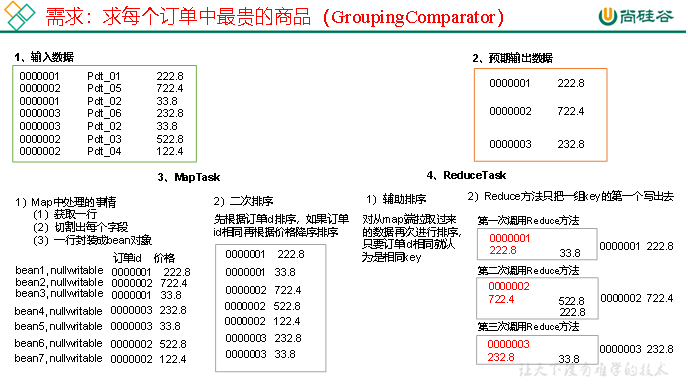 需求：求每个订单中最贵的商品（GroupingComparator）
尚硅谷
1、输入数据
0000001 Pdt_01 222.8
0000002 Pdt_05 722.4
0000001 Pdt_02 33.8
0000003 Pdt_06 232.8
0000003 Pdt_02 33.8
0000002 Pdt_03 522.8
0000002 Pdt_04 122.4
2、预期输出数据
0000001 222.8
0000002 722.4
0000003 232.8
3、MapTask
1）Map中处理的事情
（1）获取一行
（2）切割出每个字段
（3）一行封装成bean对象
订单id 价格
bean1, nullwritable 0000001 222.8
bean2, nullwritable 0000002 722.4
bean3, nullwritable 0000001 33.8
bean4, nullwritable 0000003 232.8
bean5, nullwritable 0000003 33.8
bean6, nullwritable 0000002 522.8
bean7, nullwritable 0000002 122.4
2）二次排序
先根据订单id排序，如果订单
id相同再根据价格降序排序
0000001 222.8
0000001 33.8
0000002 722.4
0000002 522.8
0000002 122.4
0000003 232.8
0000003 33.8
4、ReduceTask
1）辅助排序
对从map端拉取过来
的数据再次进行排序，
只要订单id相同就认
为是相同key
2）Reduce方法只把一组key的第一个写出去
第一次调用Reduce方法
0000001
222.8 33.8
0000001 222.8
第二次调用Reduce方法
0000002
722.4 522.8
222.8
0000002 722.4
第三次调用Reduce方法
0000003
232.8 33.8
0000003 232.8
让天下没有难学的技术